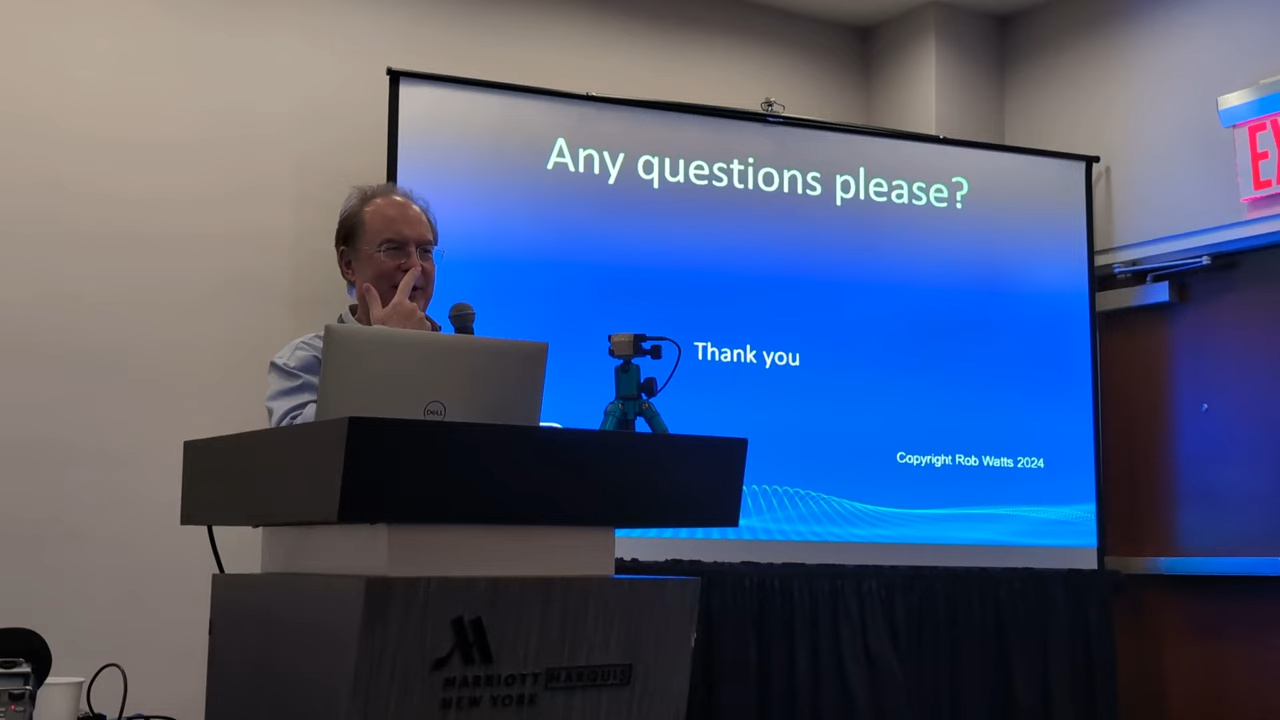 Any questions please?
Thank you
Copyright Rob Watts 2024
DELL
MARRIOTT MARQUIS
NEW YORK